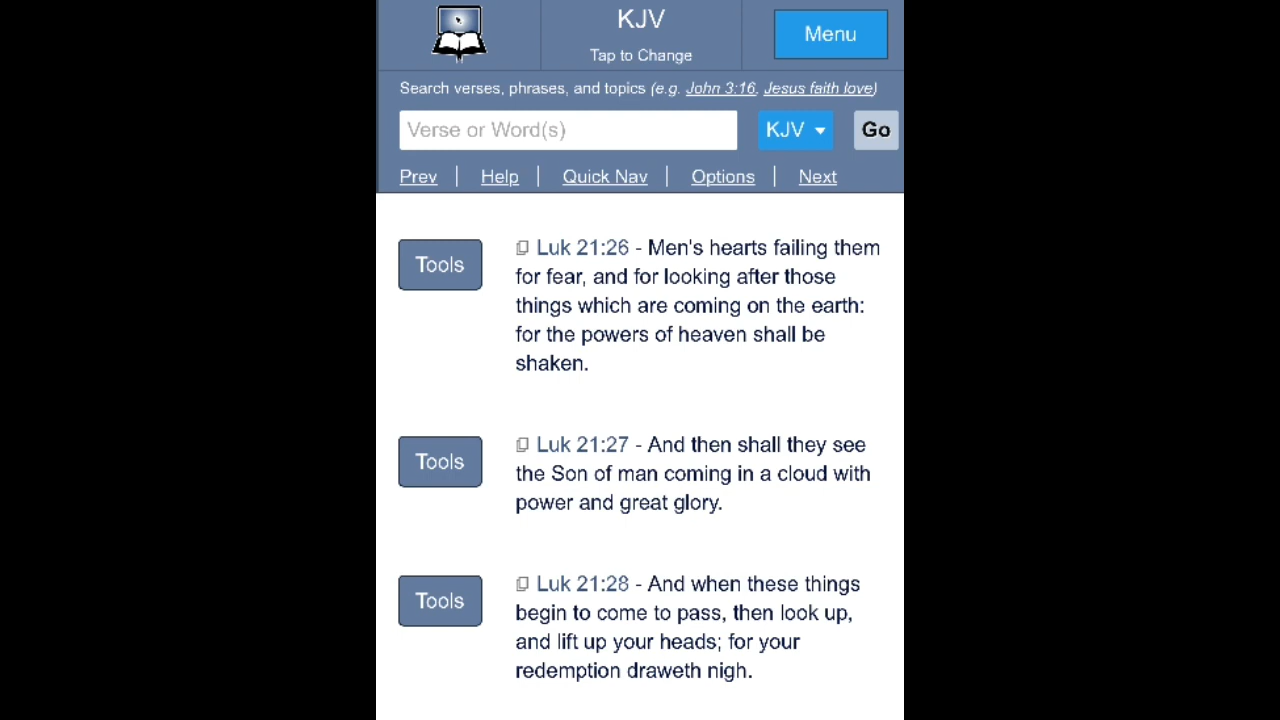 KJV
Tap to Change
Menu
Search verses, phrases, and topics (e.g. John 3:16, Jesus faith love)
Verse or Word(s)
KJV
Go
Prev | Help | Quick Nav | Options | Next
Tools
Luk 21:26 - Men's hearts failing them
for fear, and for looking after those
things which are coming on the earth:
for the powers of heaven shall be
shaken.
Tools
Luk 21:27 - And then shall they see
the Son of man coming in a cloud with
power and great glory.
Tools
Luk 21:28 - And when these things
begin to come to pass, then look up,
and lift up your heads; for your
redemption draweth nigh.